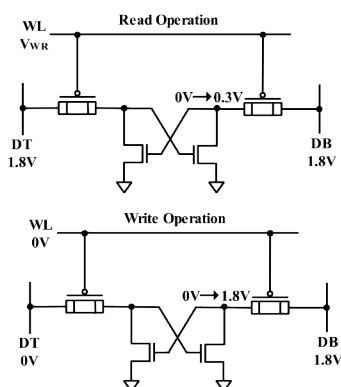 Read Operation
WL
VWR
0V→0.3V
DT
1.8V
DB
1.8V
Write Operation
WL
0V
0V→1.8V
DT
0V
DB
1.8V